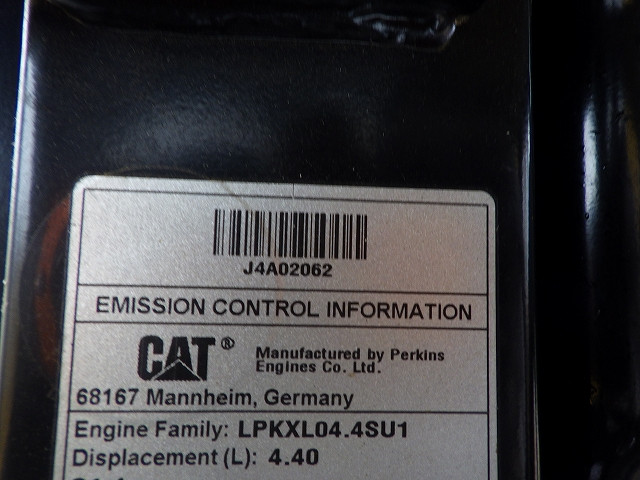 J4A02062
EMISSION CONTROL INFORMATION
CAT® Manufactured by Perkins
Engines Co. Ltd.
68167 Mannheim, Germany
Engine Family: LPKXL04.4SU1
Displacement (L): 4.40